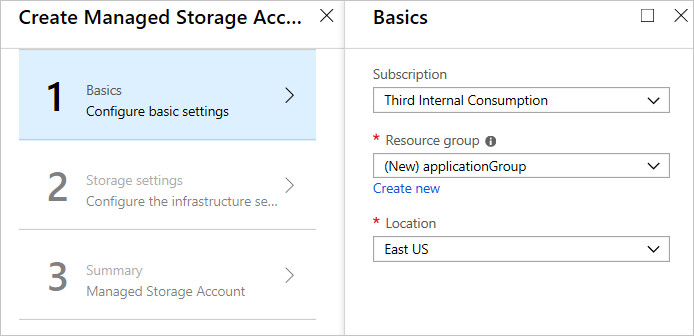 Create Managed Storage Acc...
1
Basics
Configure basic settings
2
Storage settings
Configure the infrastructure se...
3
Summary
Managed Storage Account
Basics
Subscription
Third Internal Consumption
* Resource group
(New) applicationGroup
Create new
* Location
East US